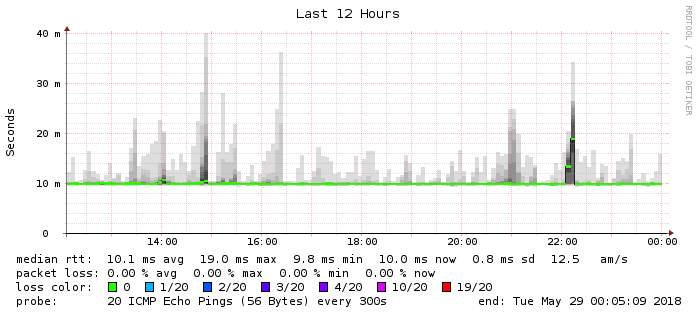 Last 12 Hours
RRDTOOL / TOBI OETIKER
Seconds
40 m
30 m
20 m
10 m
0
14:00 16:00 18:00 20:00 22:00 00:00
median rtt: 10.1 ms avg 19.0 ms max 9.8 ms min 10.0 ms now 0.8 ms sd 12.5 am/s
packet loss: 0.00 % avg 0.00 % max 0.00 % min 0.00 % now
loss color: 0 1/20 2/20 3/20 4/20 10/20 19/20
probe: 20 ICMP Echo Pings (56 Bytes) every 300s end: Tue May 29 00:05:09 2018